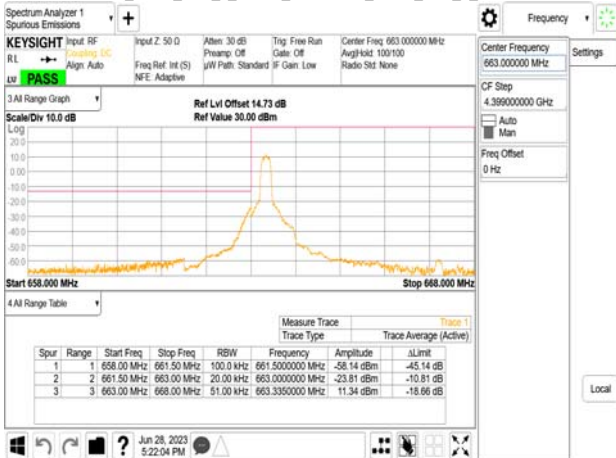 Spectrum Analyzer 1
Spurious Emissions
Frequency
KEYSIGHT Input: RF Input Z: 50 Ω Atten: 30 dB Trig: Free Run Center Freq: 663.000000 MHz
RL Coupling: DC Preamp: Off Gate: Off Avg|Hold: 100/100
Align: Auto Freq Ref: Int (S) µW Path: Standard IF Gain: Low Radio Std: None
NFE: Adaptive
LV PASS
Center Frequency
663.000000 MHz
Settings
CF Step
4.399000000 GHz
Auto
Man
Freq Offset
0 Hz
3 All Range Graph
Ref Lvl Offset 14.73 dB
Scale/Div 10.0 dB Ref Value 30.00 dBm
Log
20.0
10.0
0.00
-10.0
-20.0
-30.0
-40.0
-50.0
-60.0
Start 658.000 MHz Stop 668.000 MHz
4 All Range Table
Measure Trace Trace 1
Trace Type Trace Average (Active)
Spur Range Start Freq Stop Freq RBW Frequency Amplitude ΔLimit
1 1 658.00 MHz 661.50 MHz 100.0 kHz 661.5000000 MHz -58.14 dBm -45.14 dB
2 2 661.50 MHz 663.00 MHz 20.00 kHz 663.0000000 MHz -23.81 dBm -10.81 dB
3 3 663.00 MHz 668.00 MHz 51.00 kHz 663.3350000 MHz 11.34 dBm -18.66 dB
Local
Jun 28, 2023
5:22:04 PM